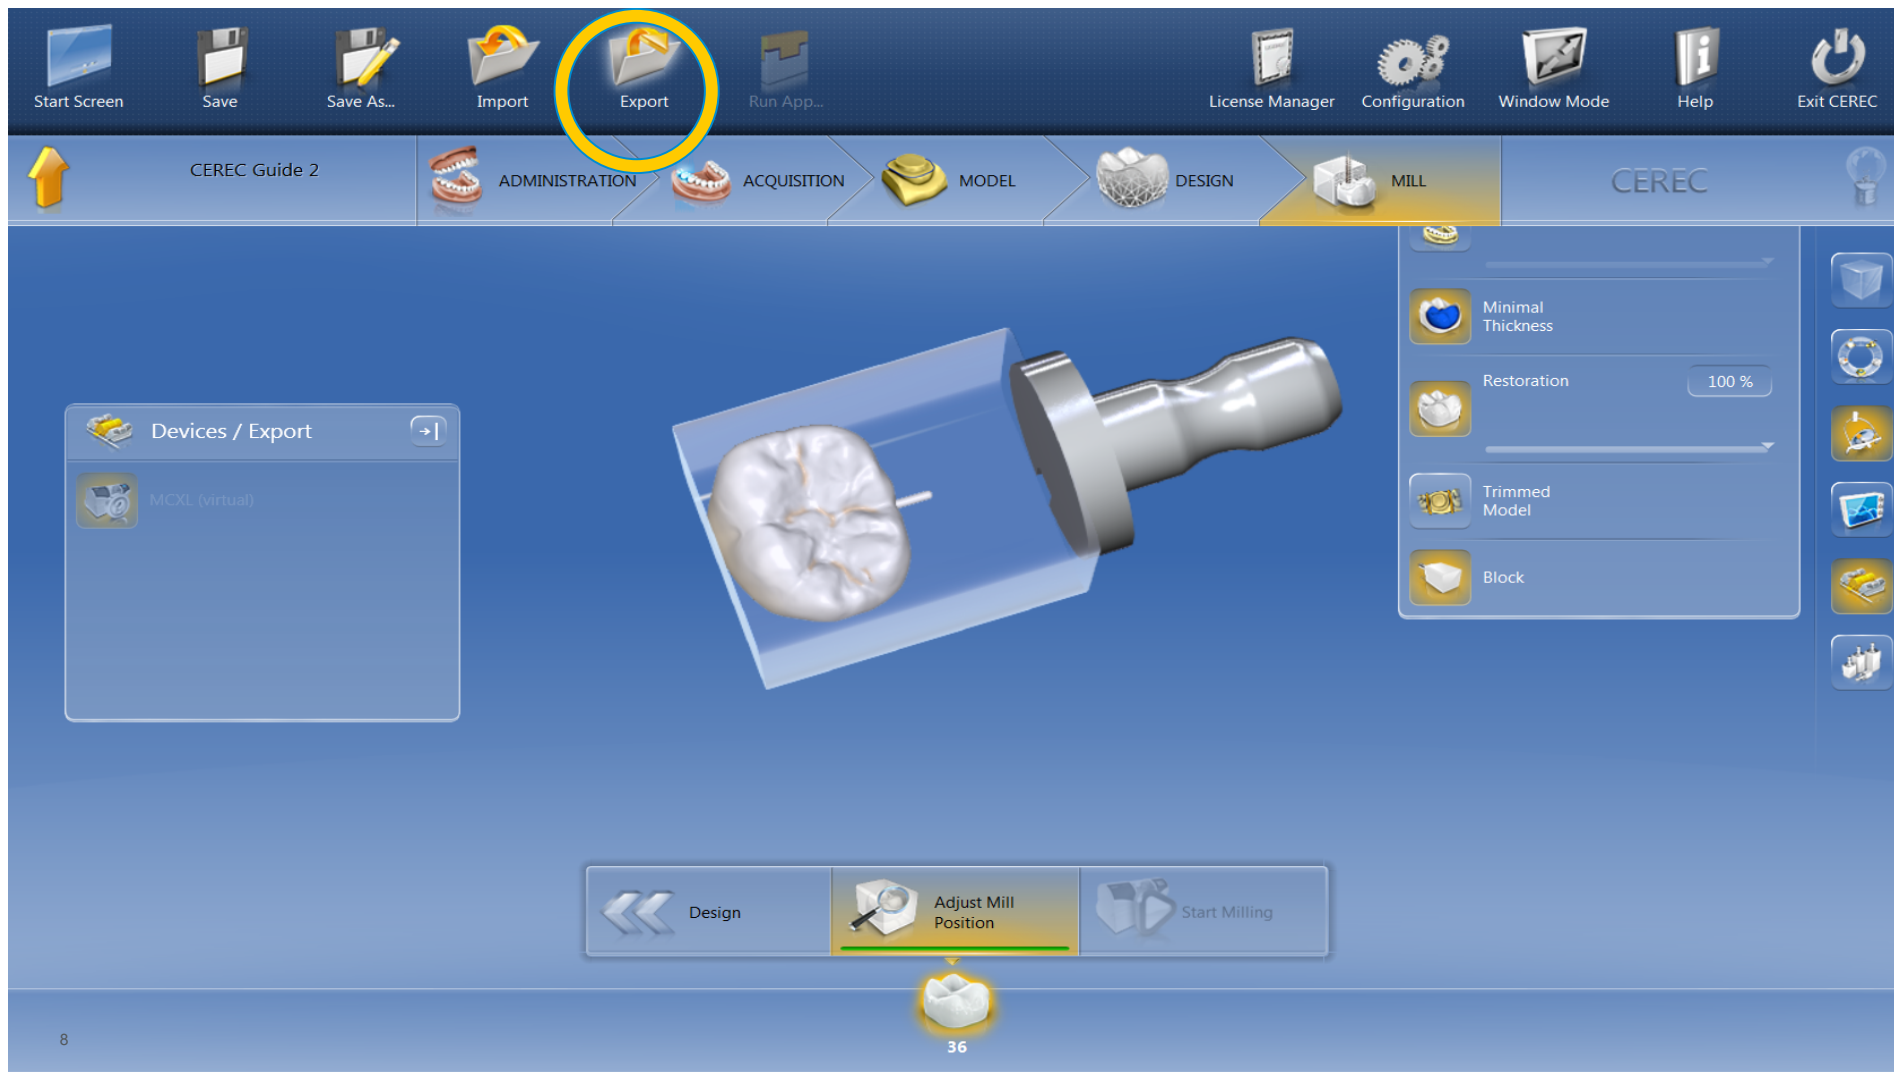 Start Screen
Save
Save As...
Import
Export
Run App...
License Manager
Configuration
Window Mode
Help
Exit CEREC
CEREC Guide 2
ADMINISTRATION
ACQUISITION
MODEL
DESIGN
MILL
CEREC
Devices / Export
MCXL (virtual)
Minimal
Thickness
Restoration
100 %
Trimmed
Model
Block
Design
Adjust Mill
Position
Start Milling
8
36